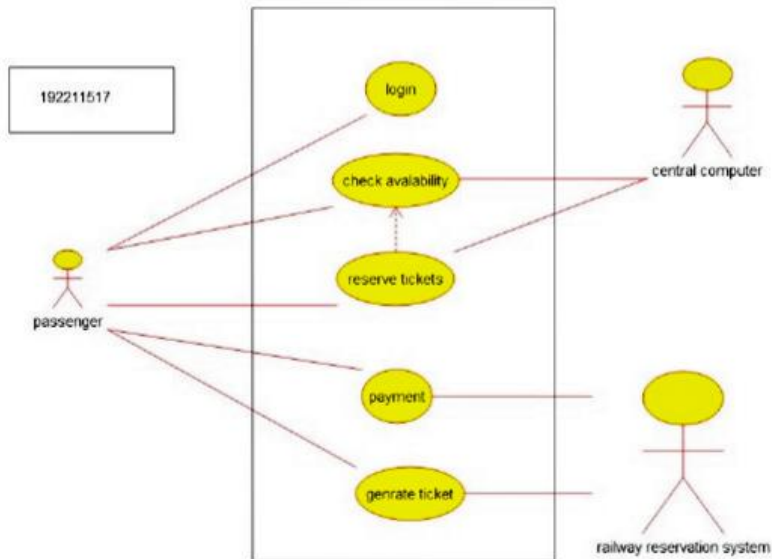 192211517
login
central computer
check avalability
reserve tickets
passenger
payment
genrate ticket
railway reservation system